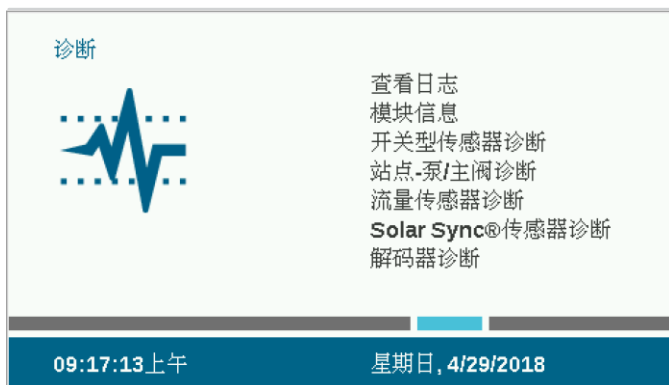 诊断
查看日志
模块信息
开关型传感器诊断
站点-泵/主阀诊断
流量传感器诊断
Solar Sync®传感器诊断
解码器诊断
09:17:13上午
星期日, 4/29/2018